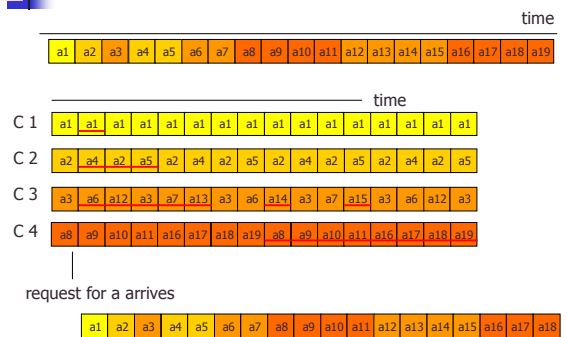 time
a1 a2 a3 a4 a5 a6 a7 a8 a9 a10 a11 a12 a13 a14 a15 a16 a17 a18 a19
time
C 1 a1 a1 a1 a1 a1 a1 a1 a1 a1 a1 a1 a1 a1 a1 a1 a1
C 2 a2 a4 a2 a5 a2 a4 a2 a5 a2 a4 a2 a5 a2 a4 a2 a5
C 3 a3 a6 a12 a3 a7 a13 a3 a6 a14 a3 a7 a15 a3 a6 a12 a3
C 4 a8 a9 a10 a11 a16 a17 a18 a19 a8 a9 a10 a11 a16 a17 a18 a19
request for a arrives
a1 a2 a3 a4 a5 a6 a7 a8 a9 a10 a11 a12 a13 a14 a15 a16 a17 a18